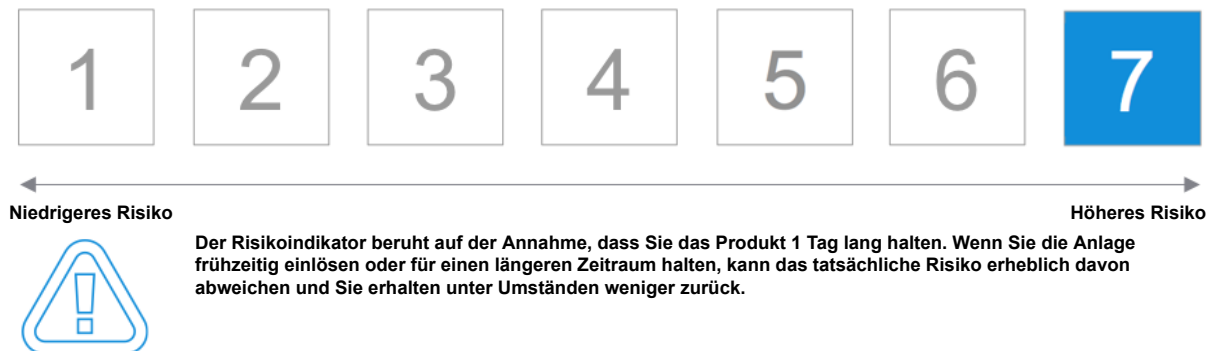 1 2 3 4 5 6 7
Niedrigeres Risiko Höheres Risiko
Der Risikoindikator beruht auf der Annahme, dass Sie das Produkt 1 Tag lang halten. Wenn Sie die Anlage
frühzeitig einlösen oder für einen längeren Zeitraum halten, kann das tatsächliche Risiko erheblich davon
abweichen und Sie erhalten unter Umständen weniger zurück.